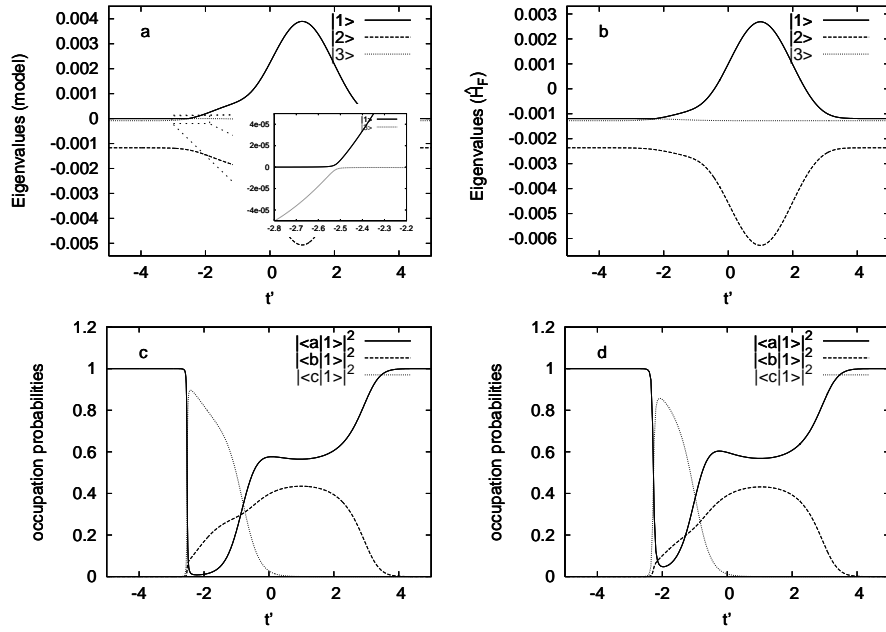 a
Eigenvalues (model)
0.004
0.003
0.002
0.001
0
-0.001
-0.002
-0.003
-0.004
-0.005
|1>
|2>
|3>
4e-05
2e-05
0
-2e-05
-4e-05
-2.8 -2.7 -2.6 -2.5 -2.4 -2.3 -2.2
|1>
|3>
-4 -2 0 2 4
t'
b
Eigenvalues (ĤF)
0.003
0.002
0.001
0
-0.001
-0.002
-0.003
-0.004
-0.005
-0.006
|1>
|2>
|3>
-4 -2 0 2 4
t'
c
occupation probabilities
1.2
1
0.8
0.6
0.4
0.2
0
|<a|1>|²
|<b|1>|²
|<c|1>|²
-4 -2 0 2 4
t'
d
occupation probabilities
1.2
1
0.8
0.6
0.4
0.2
0
|<a|1>|²
|<b|1>|²
|<c|1>|²
-4 -2 0 2 4
t'